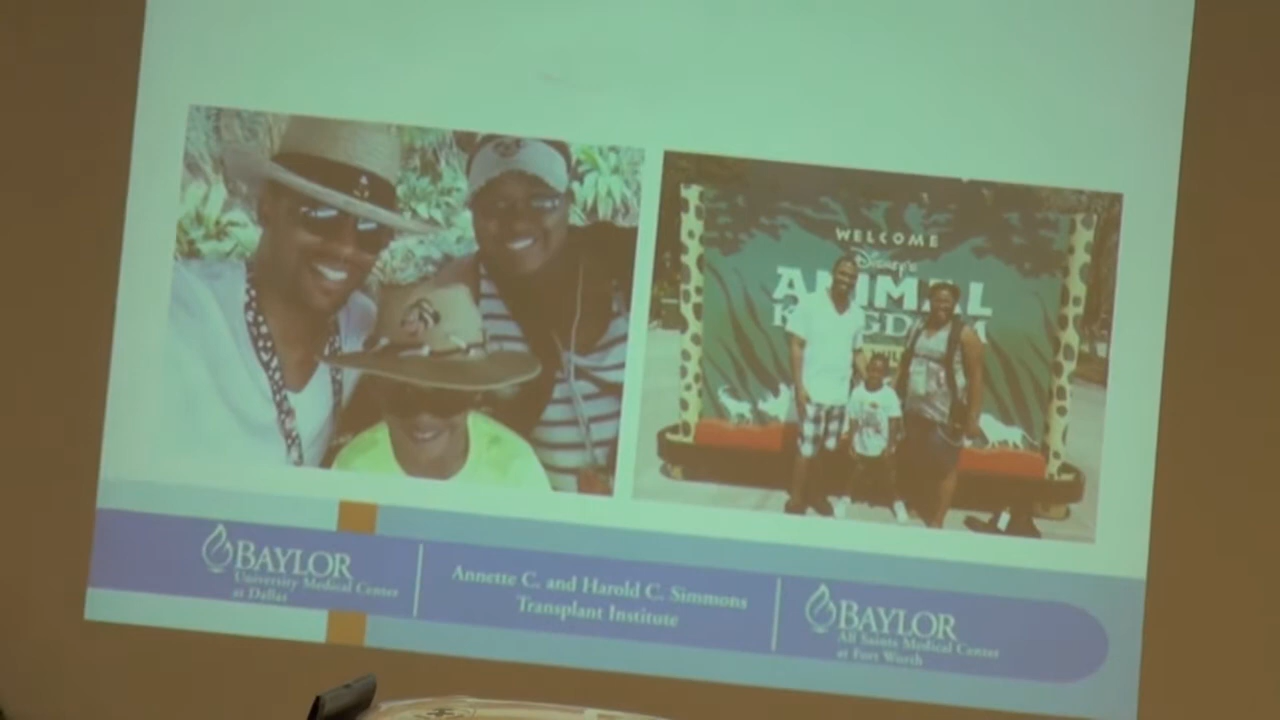 WELCOME
Disney's
ANIMAL
KINGDOM
BAYLOR
University Medical Center
at Dallas
Annette C. and Harold C. Simmons
Transplant Institute
BAYLOR
All Saints Medical Center
at Fort Worth